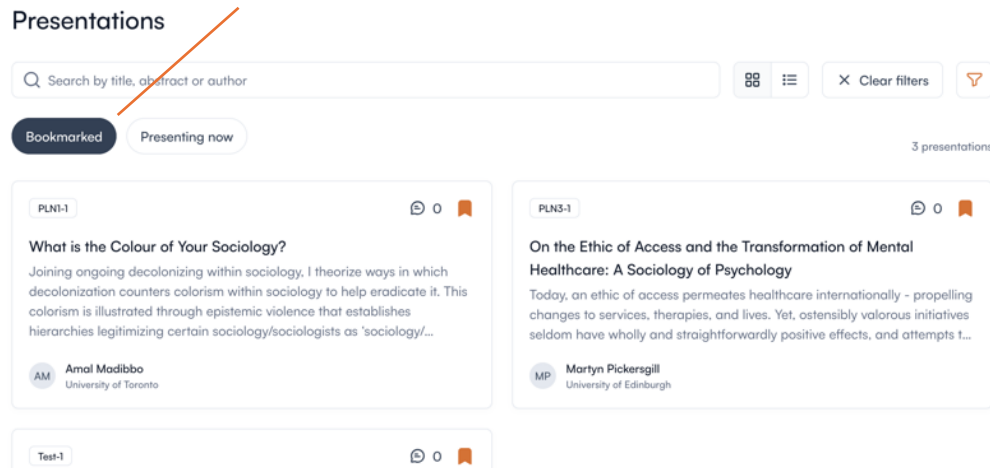 Presentations
Search by title, abstract or author
Clear filters
Bookmarked
Presenting now
3 presentations
PLN1-1
0
What is the Colour of Your Sociology?
Joining ongoing decolonizing within sociology, I theorize ways in which
decolonization counters colorism within sociology to help eradicate it. This
colorism is illustrated through epistemic violence that establishes
hierarchies legitimizing certain sociology/sociologists as 'sociology/...
AM
Amal Madibbo
University of Toronto
PLN3-1
0
On the Ethic of Access and the Transformation of Mental
Healthcare: A Sociology of Psychology
Today, an ethic of access permeates healthcare internationally - propelling
changes to services, therapies, and lives. Yet, ostensibly valorous initiatives
seldom have wholly and straightforwardly positive effects, and attempts t...
MP
Martyn Pickersgill
University of Edinburgh
Test-1
0